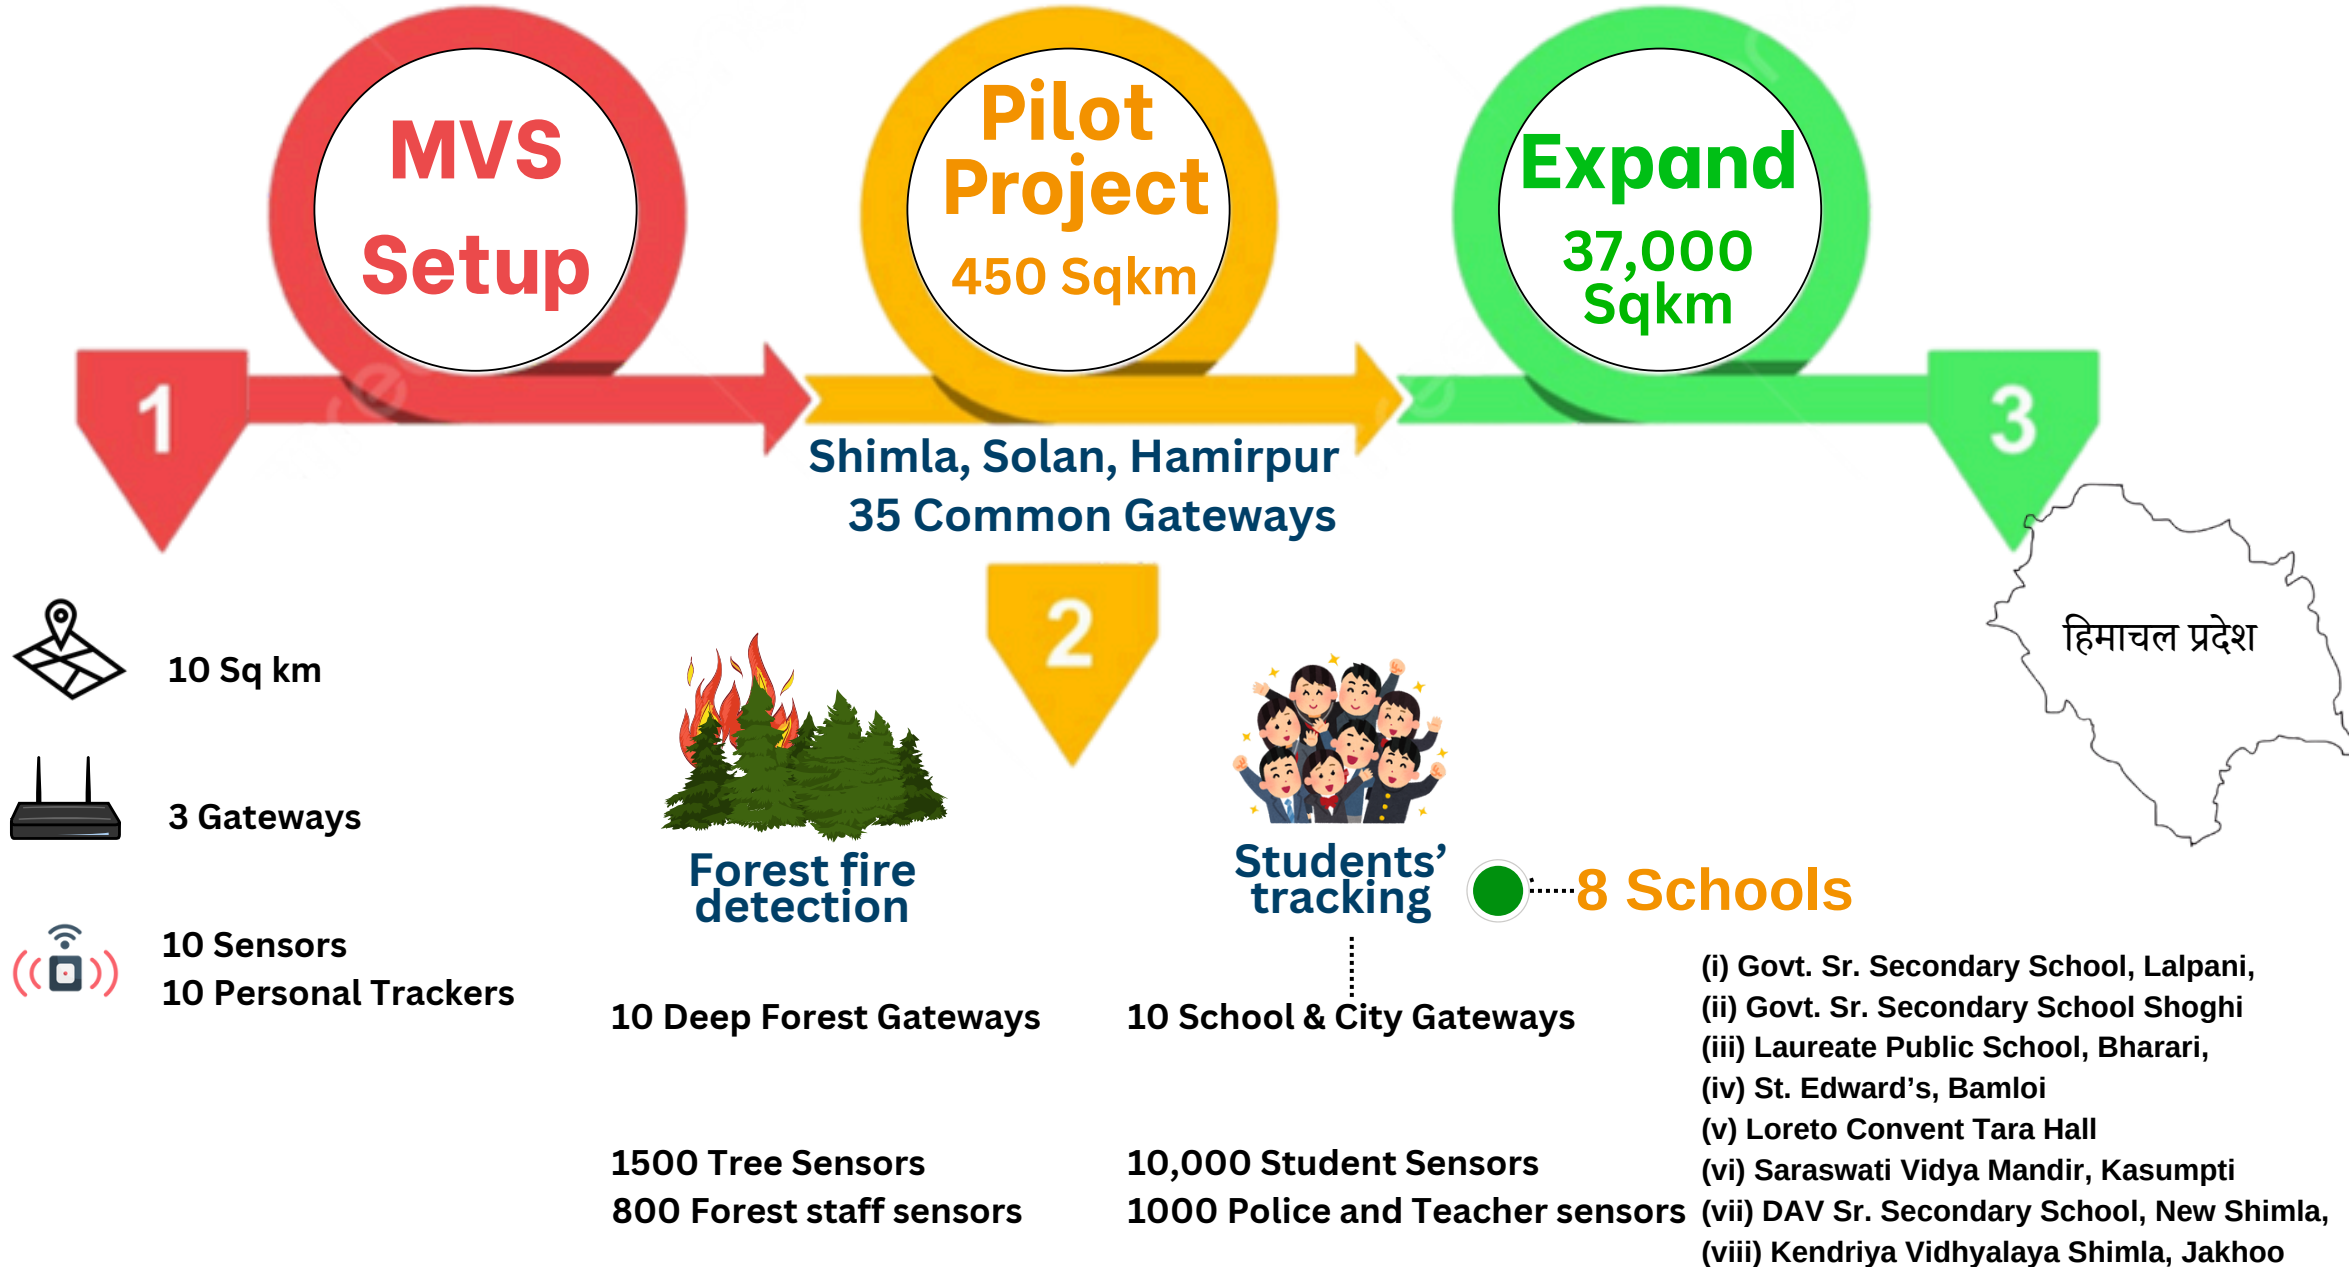 MVS
Setup
Pilot
Project
450 Sqkm
Expand
37,000
Sqkm
1
3
Shimla, Solan, Hamirpur
35 Common Gateways
2
हिमाचल प्रदेश
10 Sq km
3 Gateways
10 Sensors
10 Personal Trackers
Forest fire
detection
10 Deep Forest Gateways
1500 Tree Sensors
800 Forest staff sensors
Students’
tracking
10 School & City Gateways
10,000 Student Sensors
1000 Police and Teacher sensors
8 Schools
(i) Govt. Sr. Secondary School, Lalpani,
(ii) Govt. Sr. Secondary School Shoghi
(iii) Laureate Public School, Bharari,
(iv) St. Edward’s, Bamloi
(v) Loreto Convent Tara Hall
(vi) Saraswati Vidya Mandir, Kasumpti
(vii) DAV Sr. Secondary School, New Shimla,
(viii) Kendriya Vidhyalaya Shimla, Jakhoo